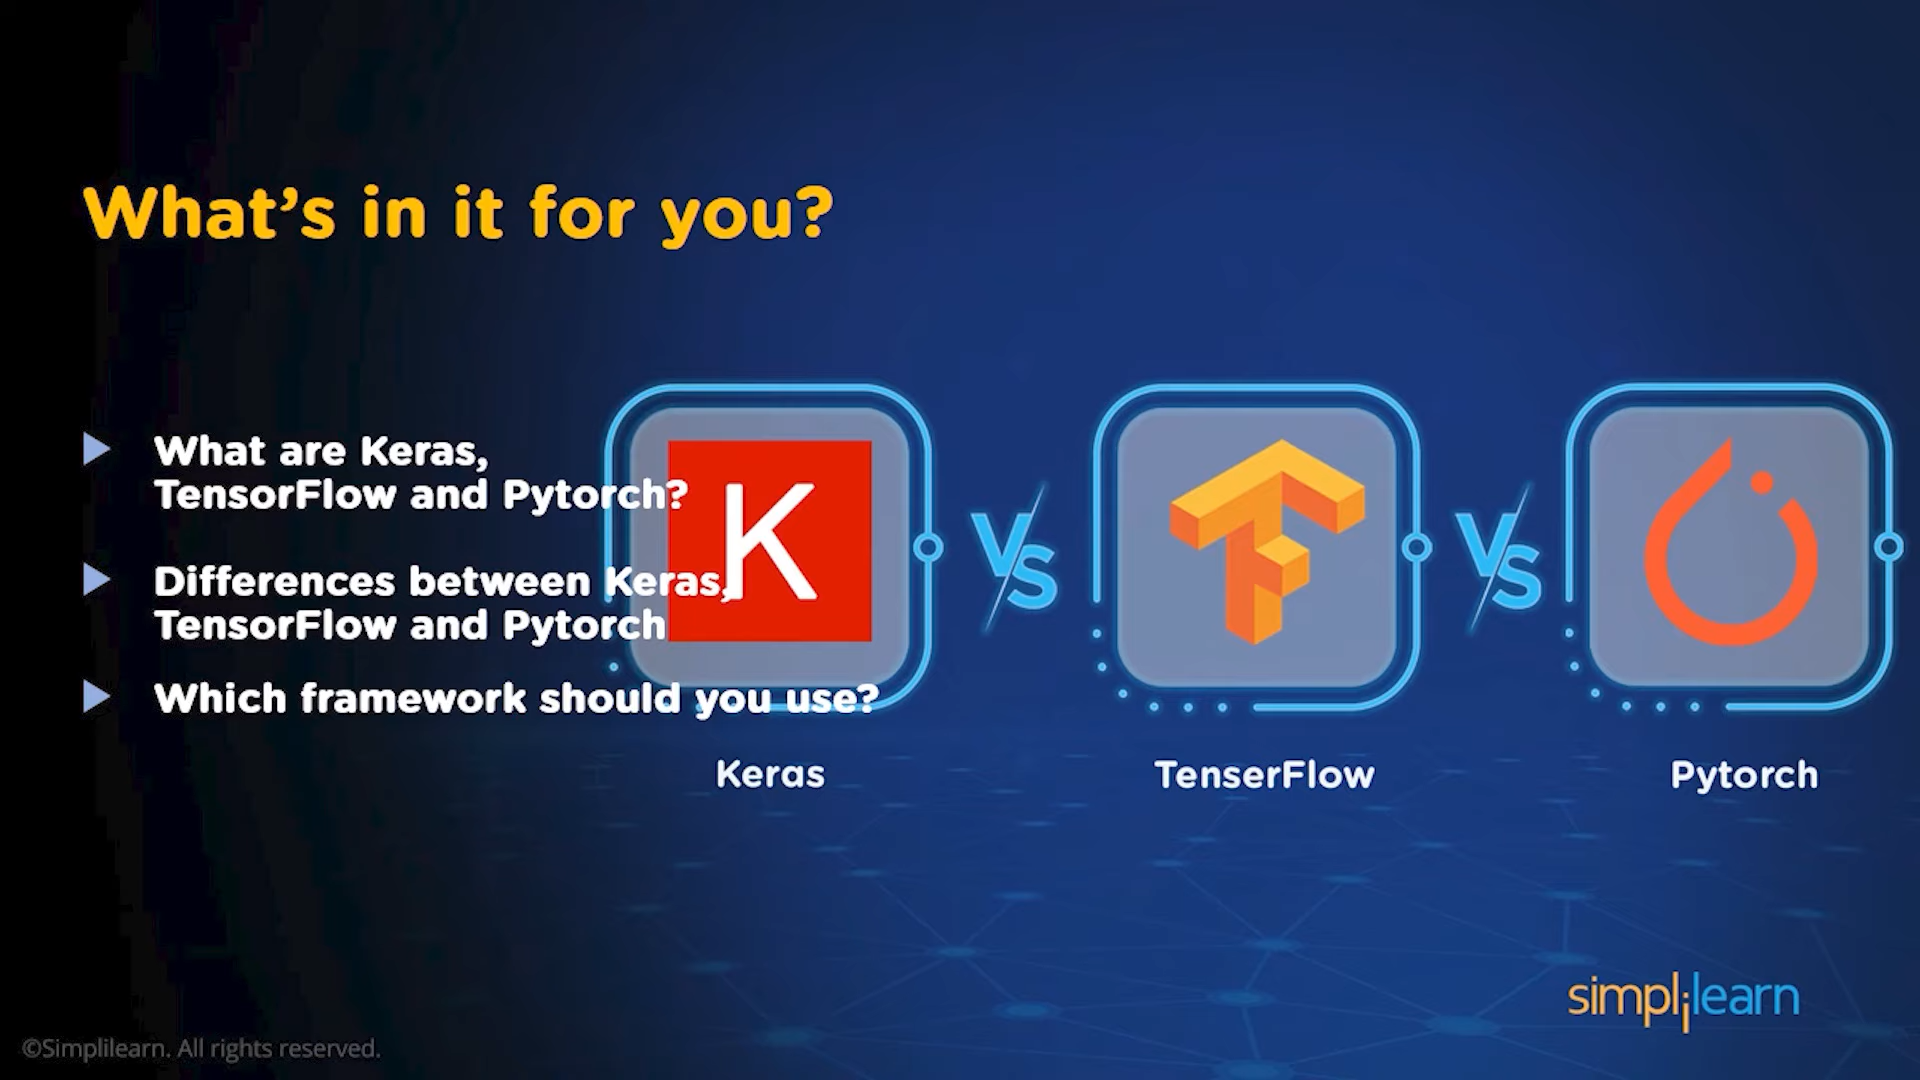 What's in it for you?
What are Keras,
TensorFlow and Pytorch?
Differences between Keras,
TensorFlow and Pytorch
Which framework should you use?
K
VS
VS
Keras
TenserFlow
Pytorch
simplilearn
©Simplilearn. All rights reserved.